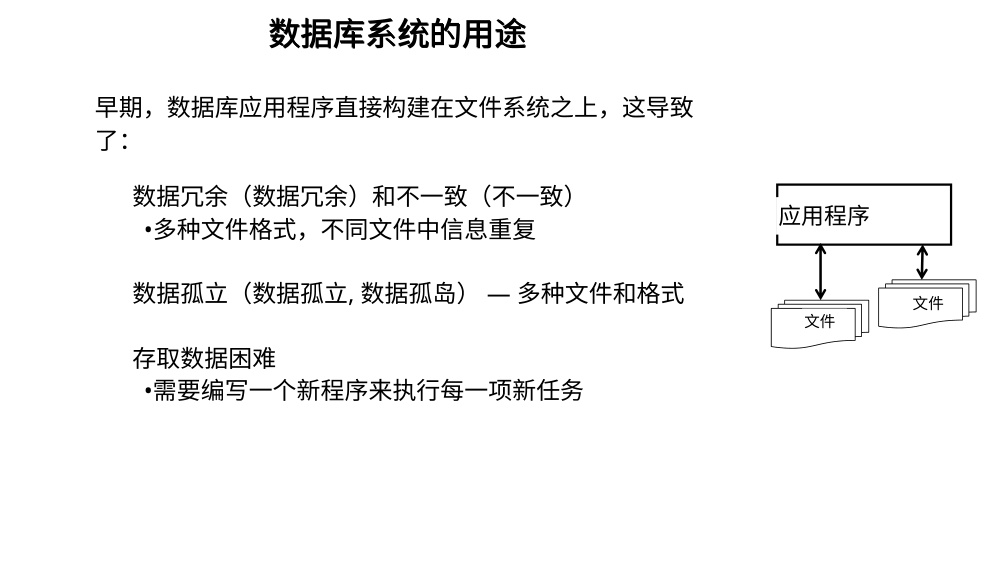 数据库系统的用途
早期，数据库应用程序直接构建在文件系统之上，这导致
了：
数据冗余（数据冗余）和不一致（不一致）
•多种文件格式，不同文件中信息重复
数据孤立（数据孤立, 数据孤岛） — 多种文件和格式
存取数据困难
•需要编写一个新程序来执行每一项新任务
应用程序
文件
文件